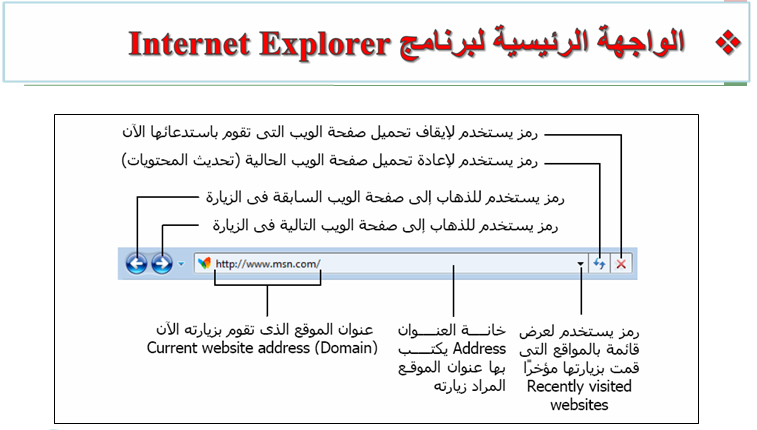 ❖ الواجهة الرئيسية لبرنامج Internet Explorer
رمز يستخدم لإيقاف تحميل صفحة الويب التى تقوم باستدعائها الآن
رمز يستخدم لإعادة تحميل صفحة الويب الحالية (تحديث المحتويات)
رمز يستخدم للذهاب إلى صفحة الويب السابقة فى الزيارة
رمز يستخدم للذهاب إلى صفحة الويب التالية فى الزيارة
http://www.msn.com/
رمز يستخدم لعرض
قائمة بالمواقع التى
قمت بزيارتها مؤخرًا
Recently visited
websites
خانة العنوان
Address يكتب
بها عنوان الموقع
المراد زيارته
عنوان الموقع الذى تقوم بزيارته الآن
Current website address (Domain)